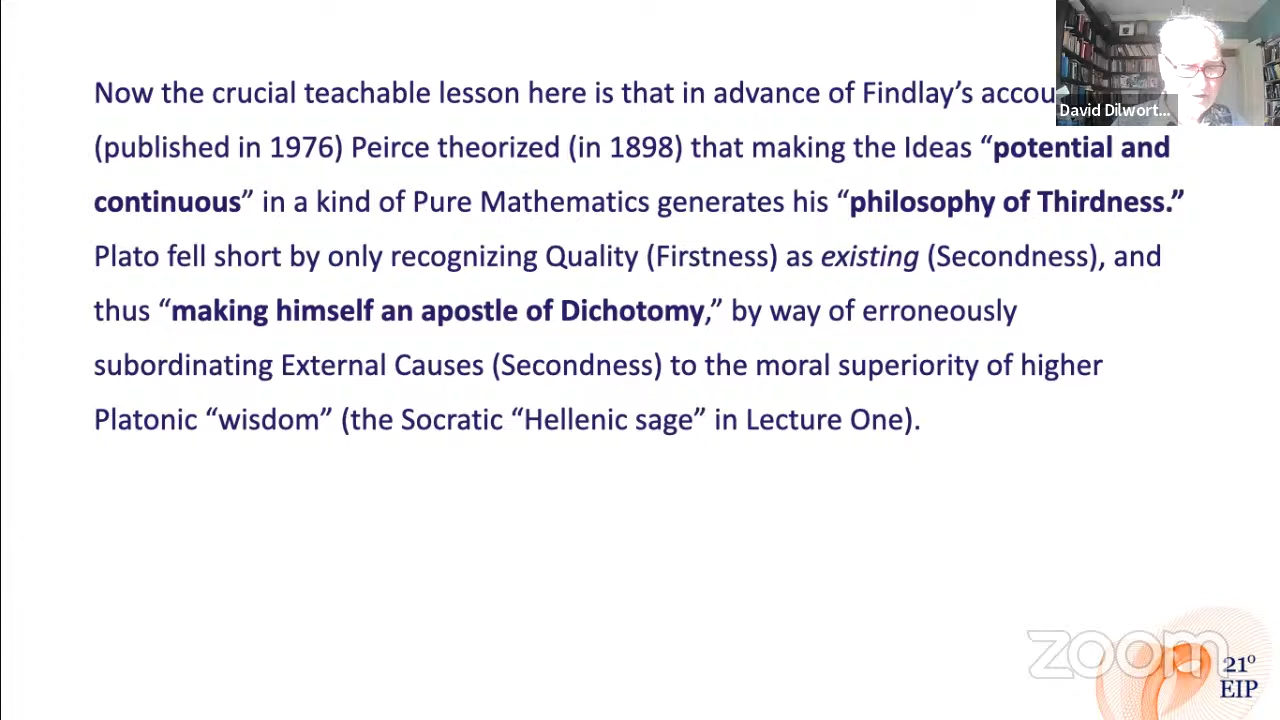 Now the crucial teachable lesson here is that in advance of Findlay’s accou
David Dilwort...
(published in 1976) Peirce theorized (in 1898) that making the Ideas “potential and
continuous” in a kind of Pure Mathematics generates his “philosophy of Thirdness.”
Plato fell short by only recognizing Quality (Firstness) as existing (Secondness), and
thus “making himself an apostle of Dichotomy,” by way of erroneously
subordinating External Causes (Secondness) to the moral superiority of higher
Platonic “wisdom” (the Socratic “Hellenic sage” in Lecture One).
zoom
21º
EIP